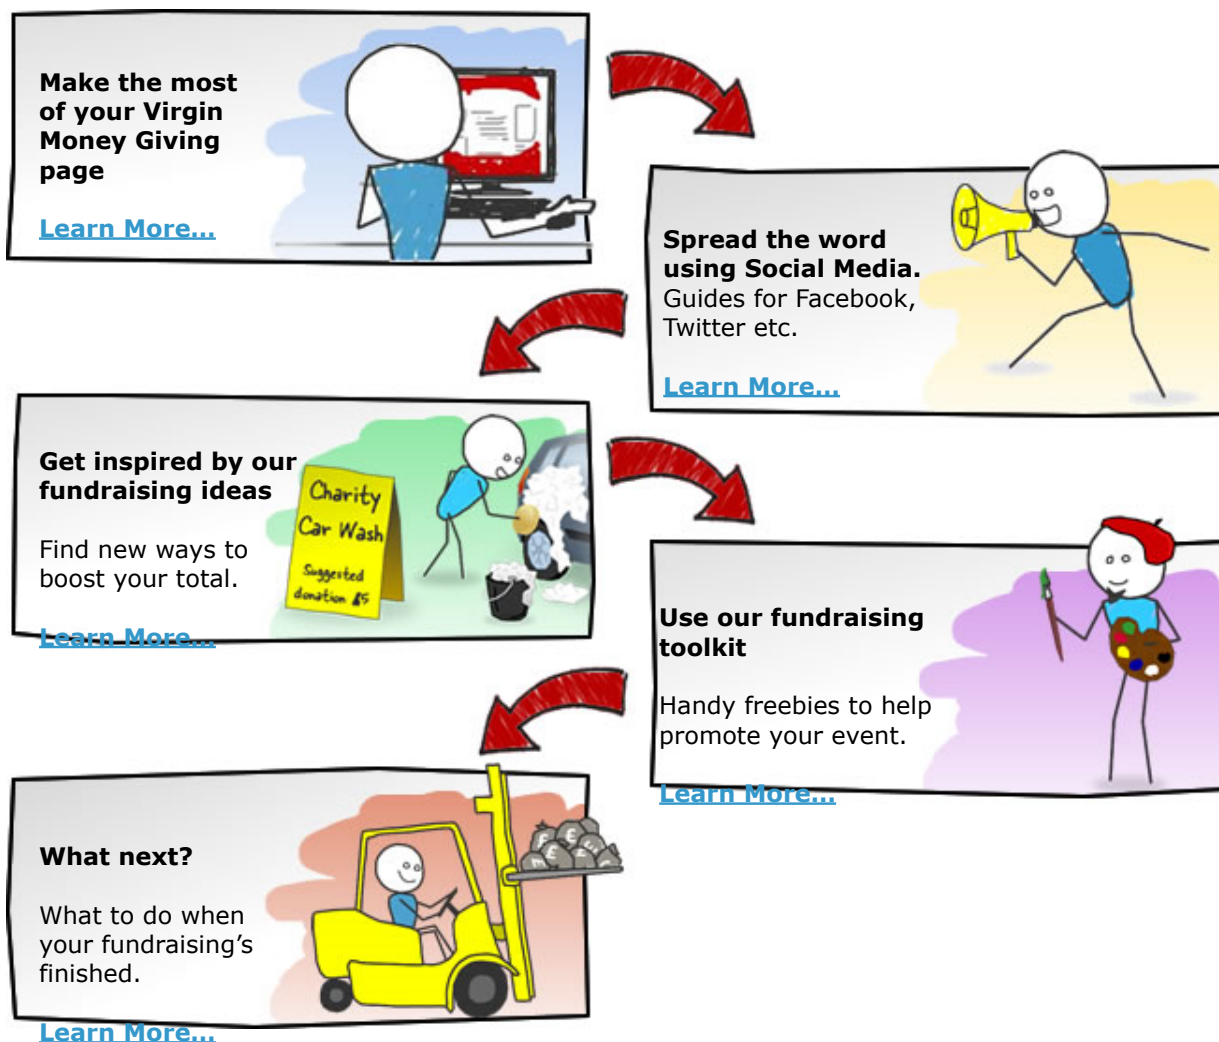 Make the most
of your Virgin
Money Giving
page
Learn More...
Spread the word
using Social Media.
Guides for Facebook,
Twitter etc.
Learn More...
Get inspired by our
fundraising ideas
Find new ways to
boost your total.
Learn More...
Charity
Car Wash
Suggested
donation £5
Use our fundraising
toolkit
Handy freebies to help
promote your event.
Learn More...
What next?
What to do when
your fundraising’s
finished.
Learn More...
£ £
£